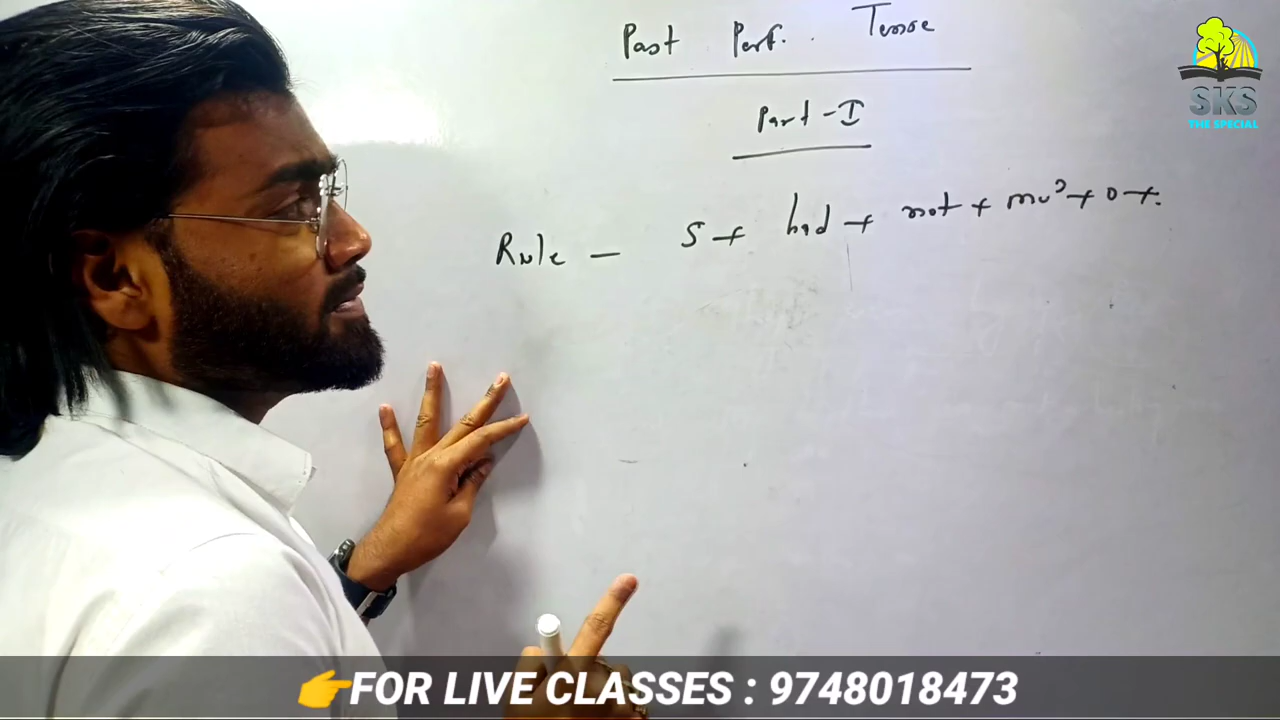 Past Perf. Tense
Part - I
Rule - S + had + not + mv³ + o + .
SKS
THE SPECIAL
👉FOR LIVE CLASSES : 9748018473